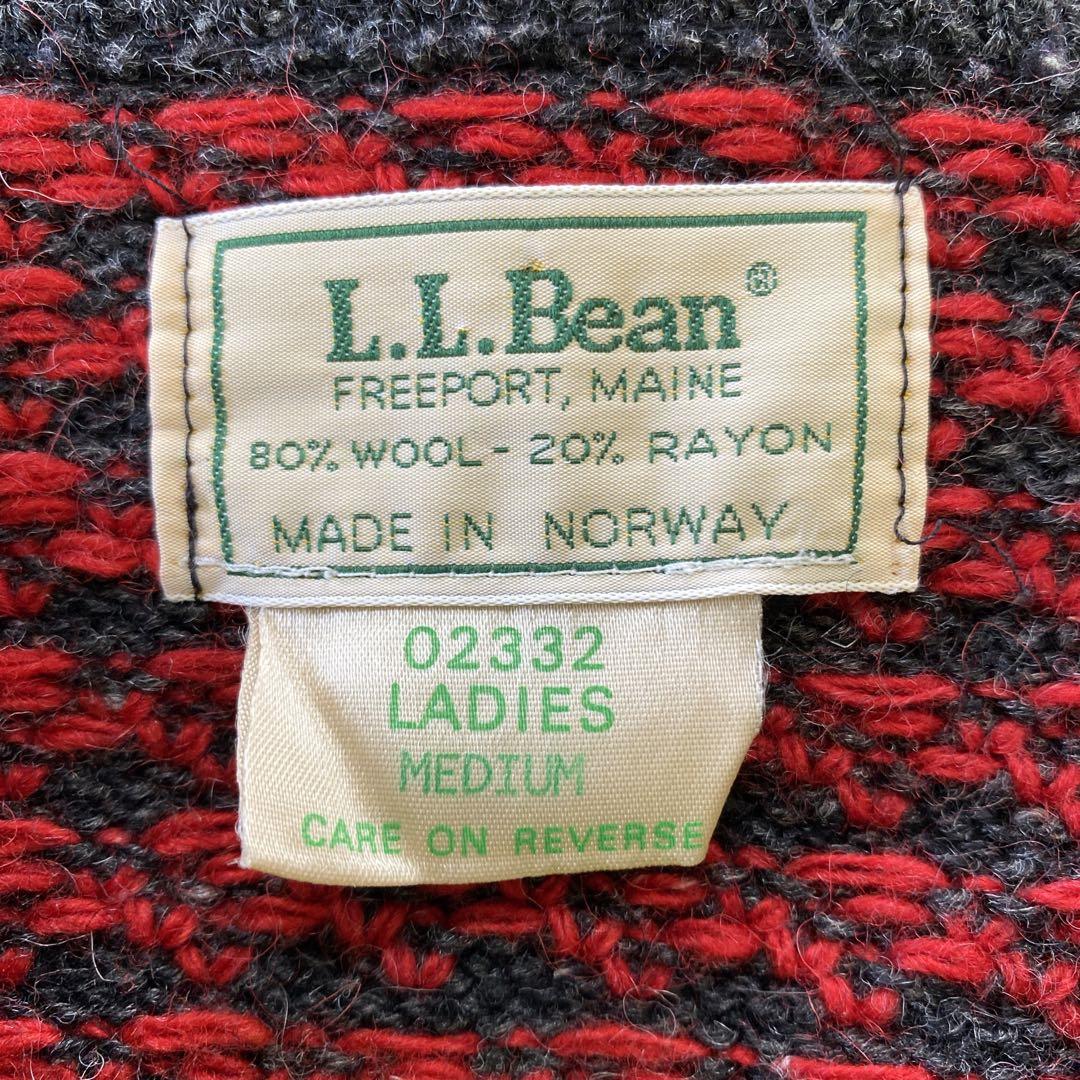 L.L.Bean®
FREEPORT, MAINE
80% WOOL - 20% RAYON
MADE IN NORWAY
02332
LADIES
MEDIUM
CARE ON REVERSE